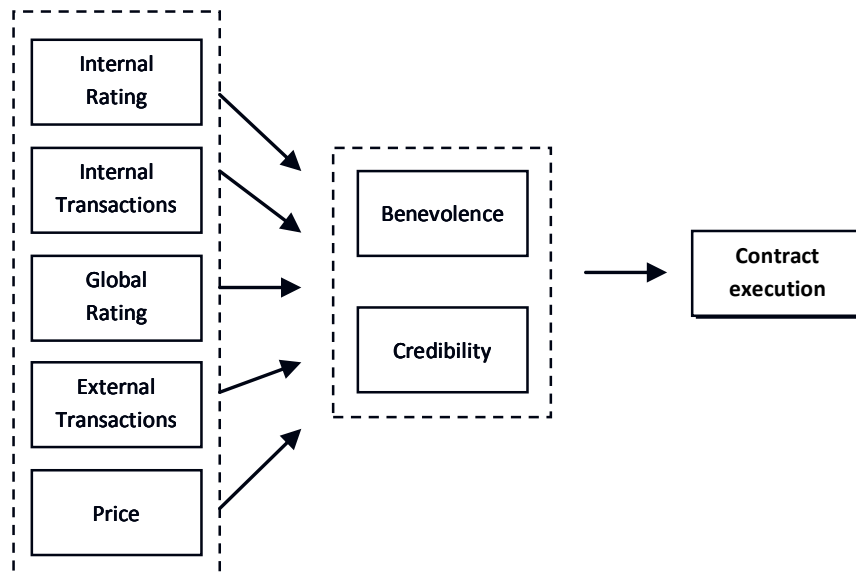 Internal
Rating
Internal
Transactions
Global
Rating
External
Transactions
Price
Benevolence
Credibility
Contract
execution